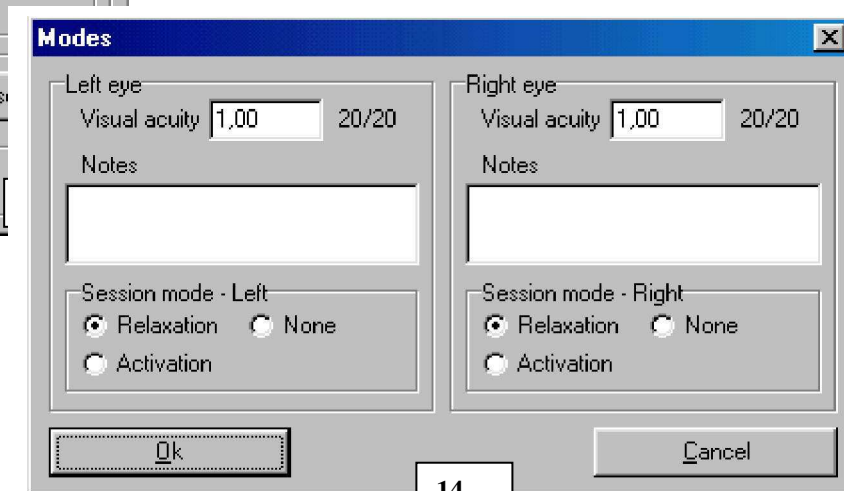 Modes
Left eye
Visual acuity 1,00 20/20
Notes
Session mode - Left
Relaxation None
Activation
Right eye
Visual acuity 1,00 20/20
Notes
Session mode - Right
Relaxation None
Activation
Ok
Cancel
14